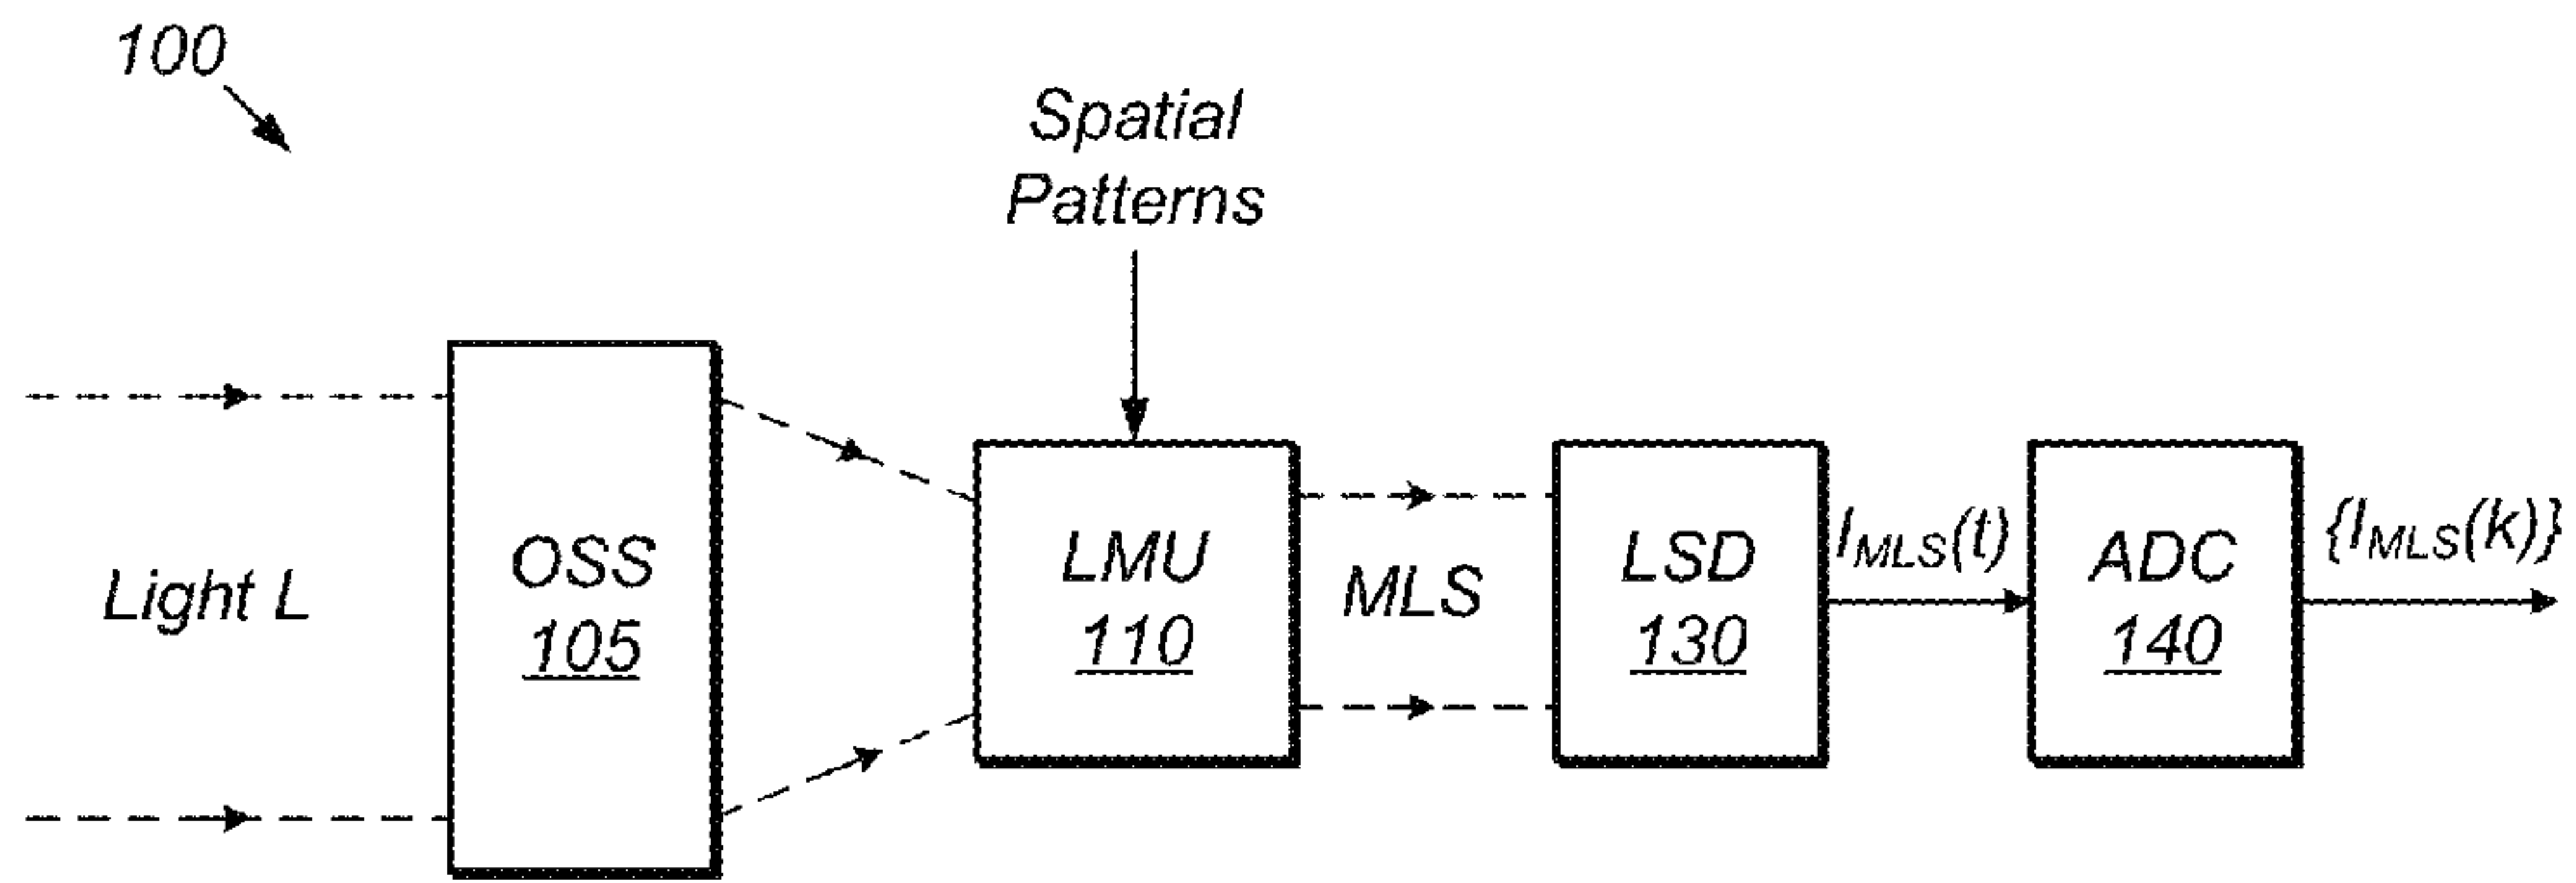 100
Spatial
Patterns
Light L
OSS
105
LMU
110
MLS
LSD
130
I_MLS(t)
ADC
140
{I_MLS(k)}